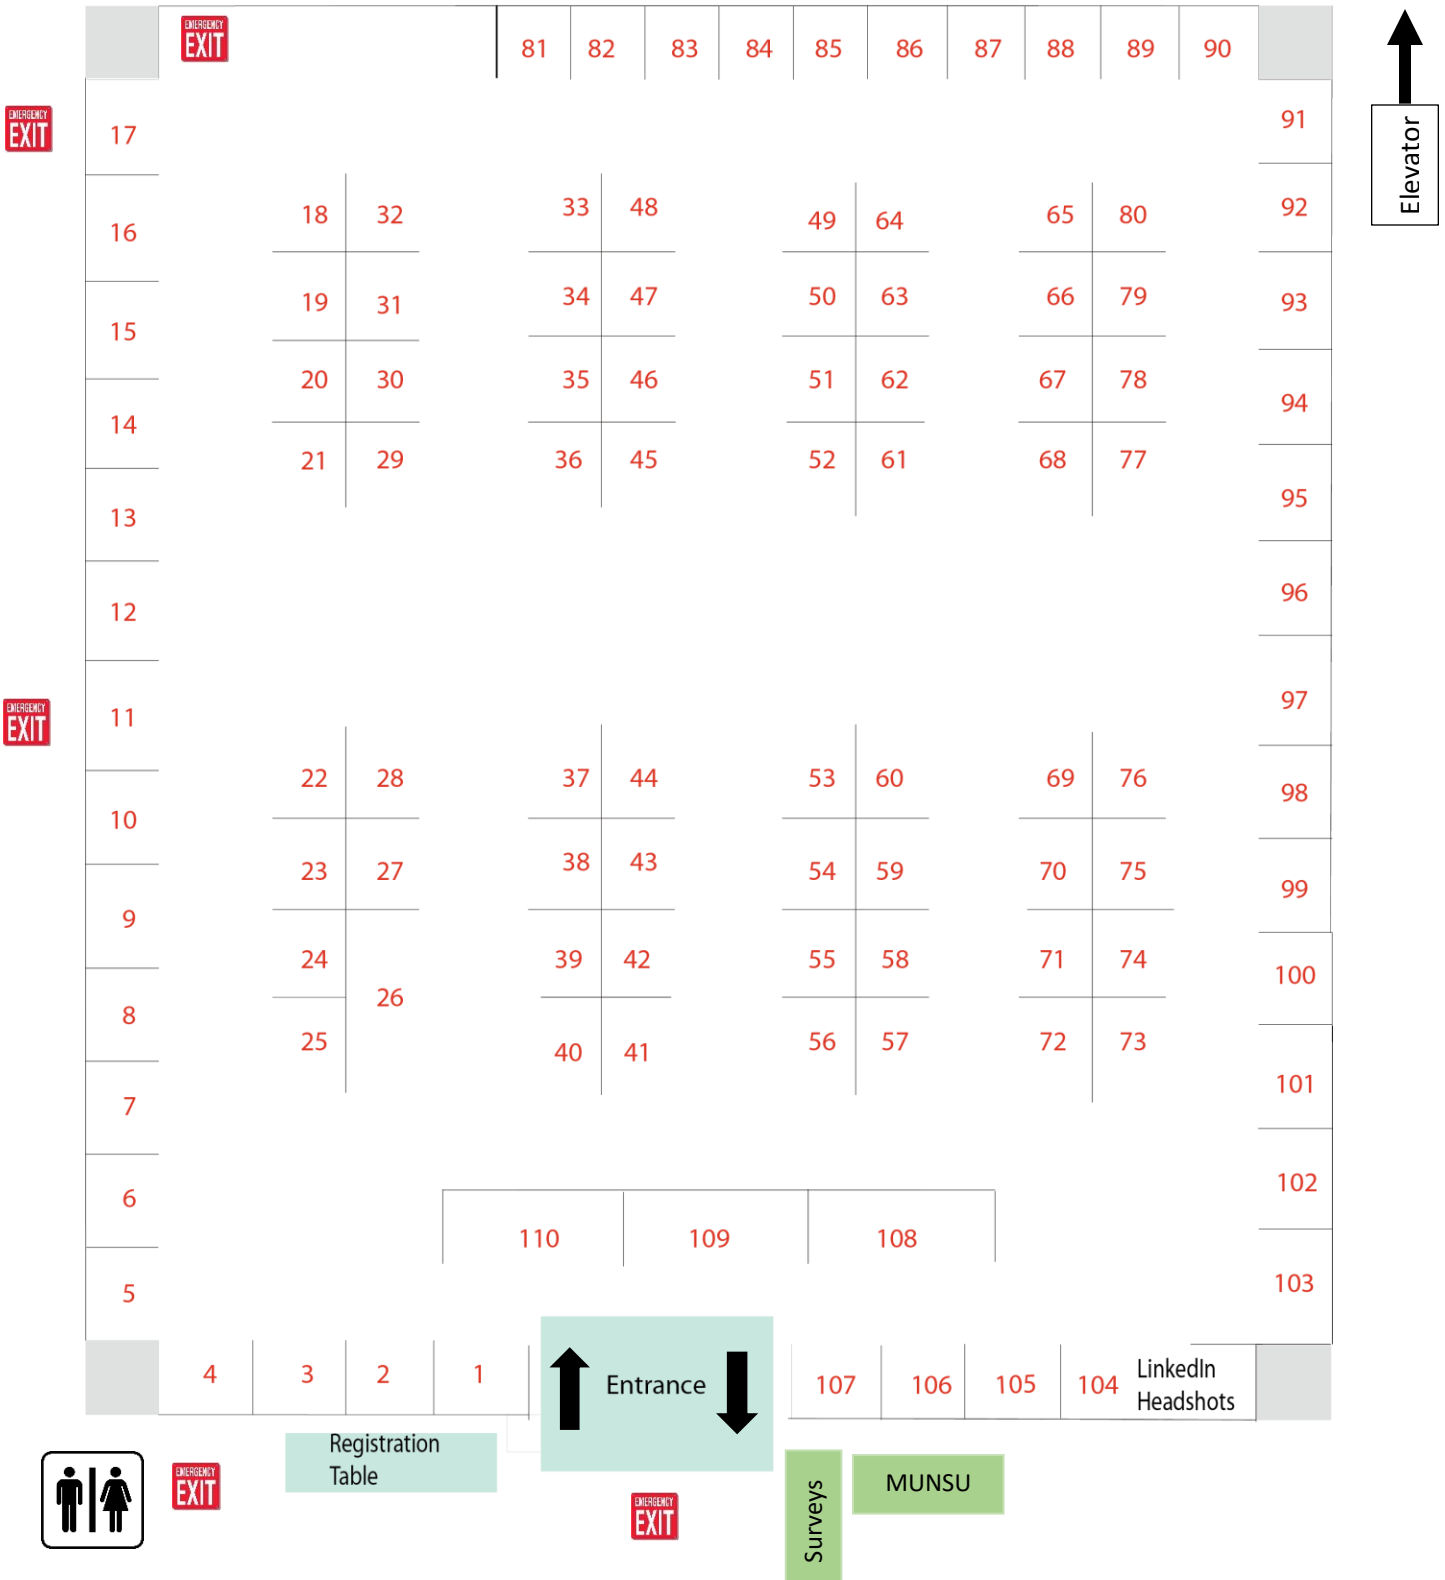 EMERGENCY
EXIT
81 82 83 84 85 86 87 88 89 90
Elevator
EMERGENCY
EXIT
17 91
18 32 33 48 49 64 65 80 92
16
19 31 34 47 50 63 66 79 93
15
20 30 35 46 51 62 67 78 94
14
21 29 36 45 52 61 68 77
13 95
12 96
EMERGENCY
EXIT
11 97
22 28 37 44 53 60 69 76 98
10
23 27 38 43 54 59 70 75 99
9
24 39 42 55 58 71 74 100
26
8
25 40 41 56 57 72 73
7 101
6 102
110 109 108
5 103
4 3 2 1 Entrance 107 106 105 104 LinkedIn
Headshots
Registration
Table
EMERGENCY
EXIT
EMERGENCY
EXIT
Surveys
MUNSU